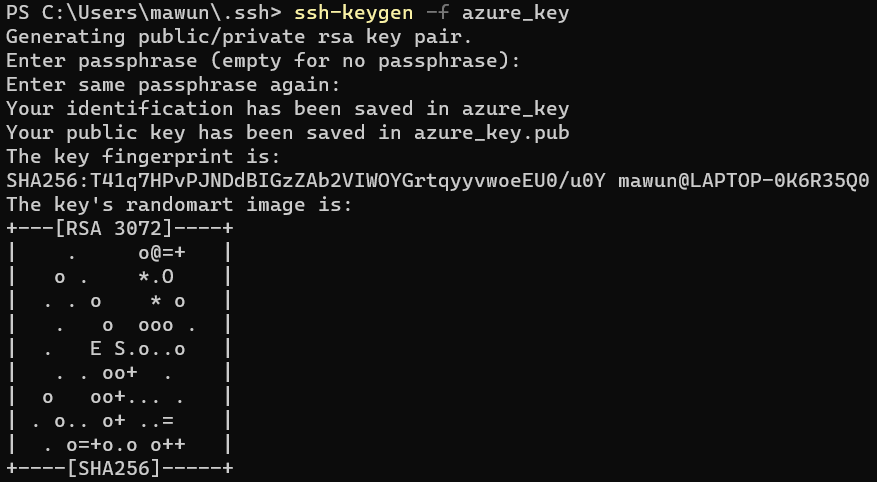 PS C:\Users\mawun\.ssh> ssh-keygen -f azure_key
Generating public/private rsa key pair.
Enter passphrase (empty for no passphrase):
Enter same passphrase again:
Your identification has been saved in azure_key
Your public key has been saved in azure_key.pub
The key fingerprint is:
SHA256:T41q7HPvPJNDdBIGzZAb2VIWOYGrtqyyvwoeEU0/u0Y mawun@LAPTOP-0K6R35Q0
The key's randomart image is:
+---[RSA 3072]----+
|    .     o@=+   |
|   o .    *.O    |
|  . . o    * o   |
|   .   o  ooo .  |
|  .   E S.o..o   |
|   . . oo+  .    |
|  o   oo+... .   |
| . o.. o+ ..=    |
|  . o=+o.o o++   |
+----[SHA256]-----+